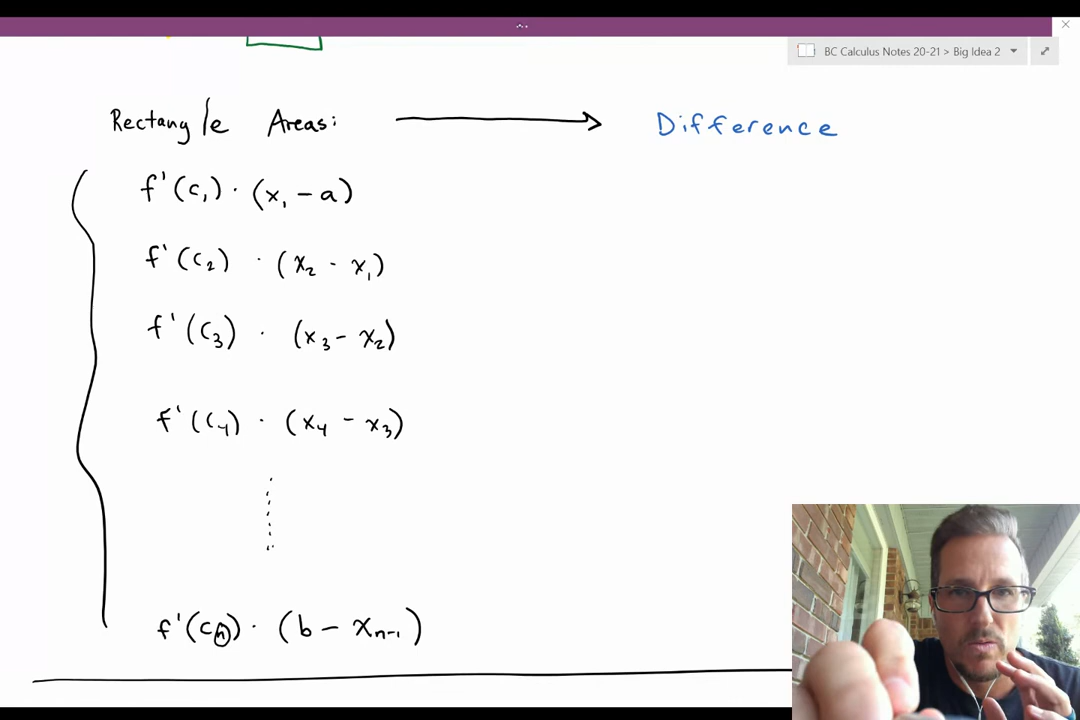 BC Calculus Notes 20-21 > Big Idea 2
Rectangle Areas: ⟶ Difference
f'(c₁) · (x₁ - a)
f'(c₂) · (x₂ - x₁)
f'(c₃) · (x₃ - x₂)
f'(c₄) · (x₄ - x₃)
f'(cₙ) · (b - xₙ₋₁)